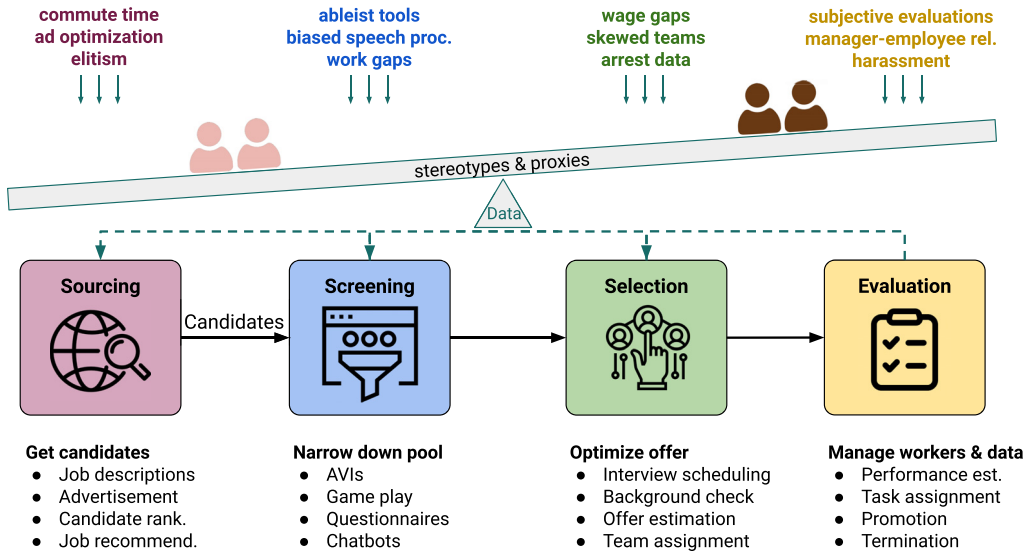 commute time
ad optimization
elitism
ableist tools
biased speech proc.
work gaps
wage gaps
skewed teams
arrest data
subjective evaluations
manager-employee rel.
harassment
stereotypes & proxies
Data
Sourcing
Candidates
Screening
Selection
Evaluation
Get candidates
● Job descriptions
● Advertisement
● Candidate rank.
● Job recommend.
Narrow down pool
● AVIs
● Game play
● Questionnaires
● Chatbots
Optimize offer
● Interview scheduling
● Background check
● Offer estimation
● Team assignment
Manage workers & data
● Performance est.
● Task assignment
● Promotion
● Termination